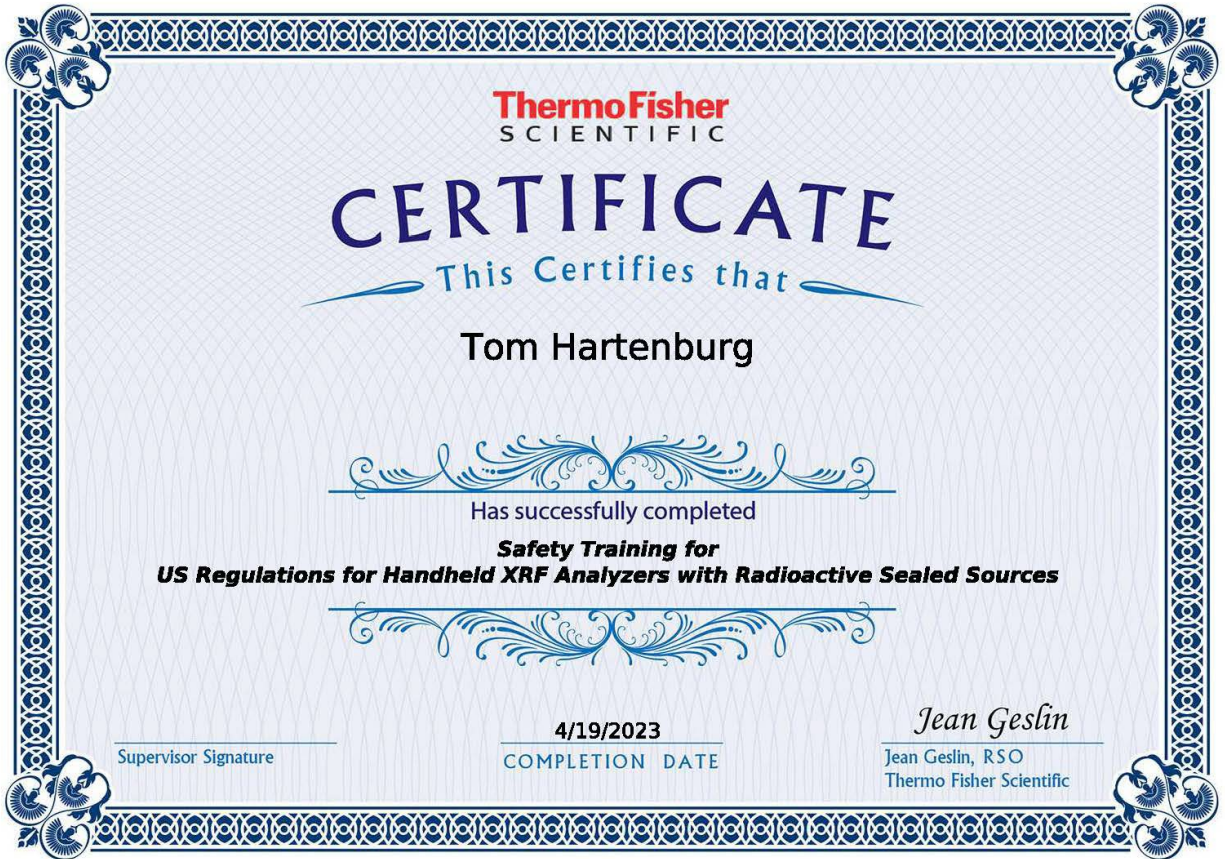 ThermoFisher
SCIENTIFIC
CERTIFICATE
This Certifies that
Tom Hartenburg
Has successfully completed
Safety Training for
US Regulations for Handheld XRF Analyzers with Radioactive Sealed Sources
Supervisor Signature
4/19/2023
COMPLETION DATE
Jean Geslin
Jean Geslin, RSO
Thermo Fisher Scientific